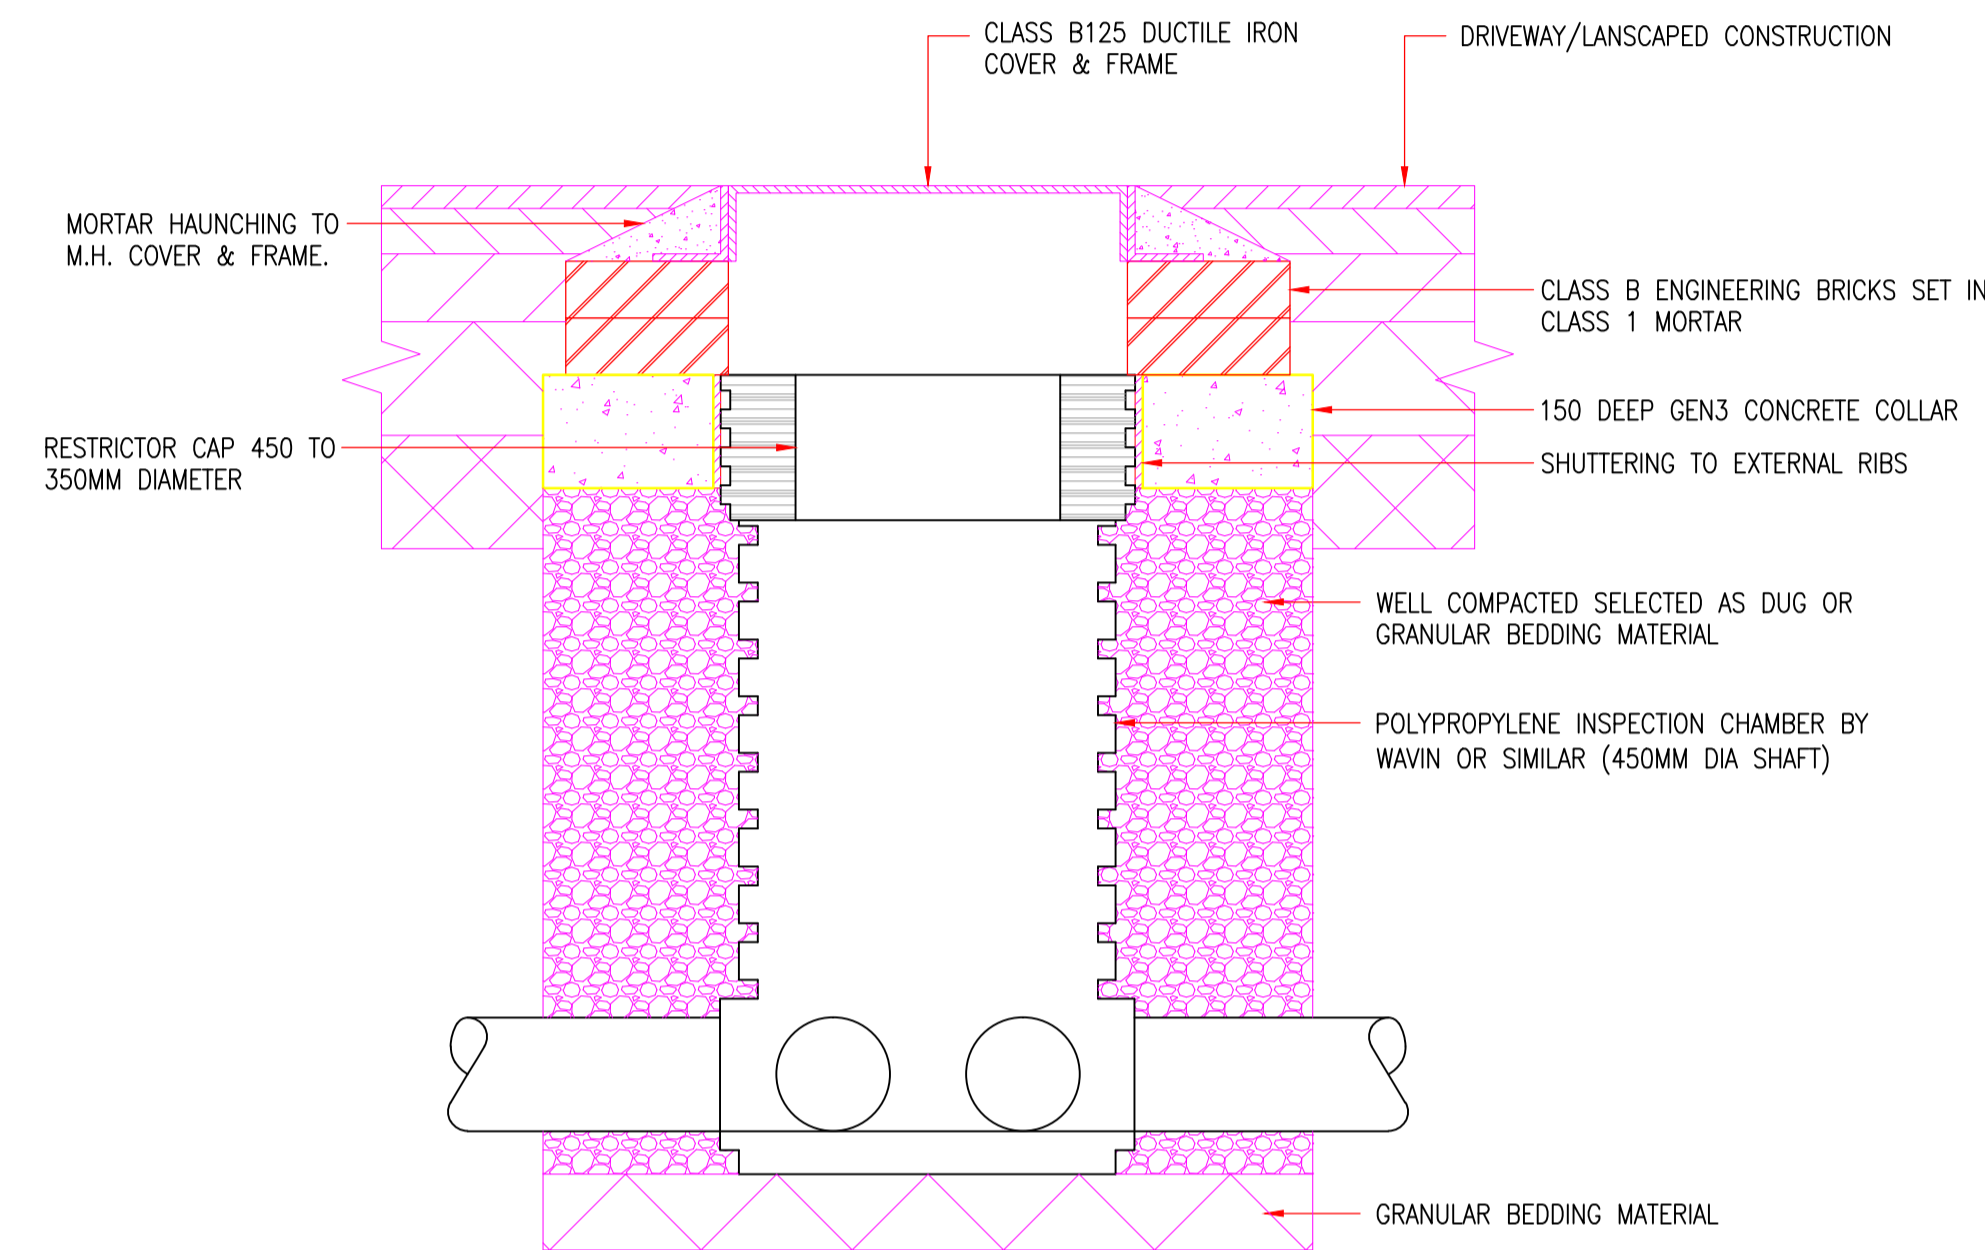 CLASS B125 DUCTILE IRON
COVER & FRAME
DRIVEWAY/LANSCAPED CONSTRUCTION
MORTAR HAUNCHING TO
M.H. COVER & FRAME.
CLASS B ENGINEERING BRICKS SET IN
CLASS 1 MORTAR
150 DEEP GEN3 CONCRETE COLLAR
RESTRICTOR CAP 450 TO
350MM DIAMETER
SHUTTERING TO EXTERNAL RIBS
WELL COMPACTED SELECTED AS DUG OR
GRANULAR BEDDING MATERIAL
POLYPROPYLENE INSPECTION CHAMBER BY
WAVIN OR SIMILAR (450MM DIA SHAFT)
GRANULAR BEDDING MATERIAL